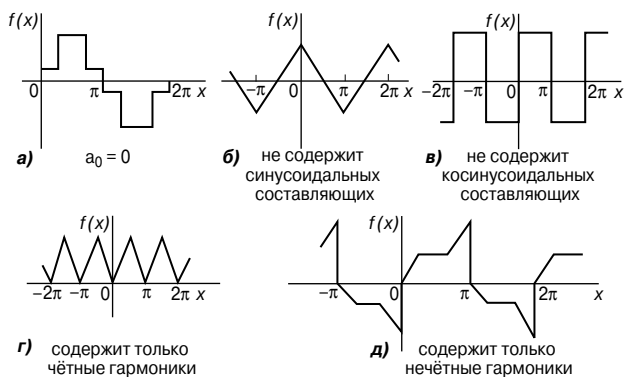 f(x)
0
π
2π x
а) a₀ = 0
f(x)
–π
0
π
2π x
б) не содержит
синусоидальных
составляющих
f(x)
–2π
–π
0
π
2π x
в) не содержит
косинусоидальных
составляющих
f(x)
–2π
–π
0
π
2π
x
г) содержит только
чётные гармоники
f(x)
–π
0
π
2π
x
д) содержит только
нечётные гармоники